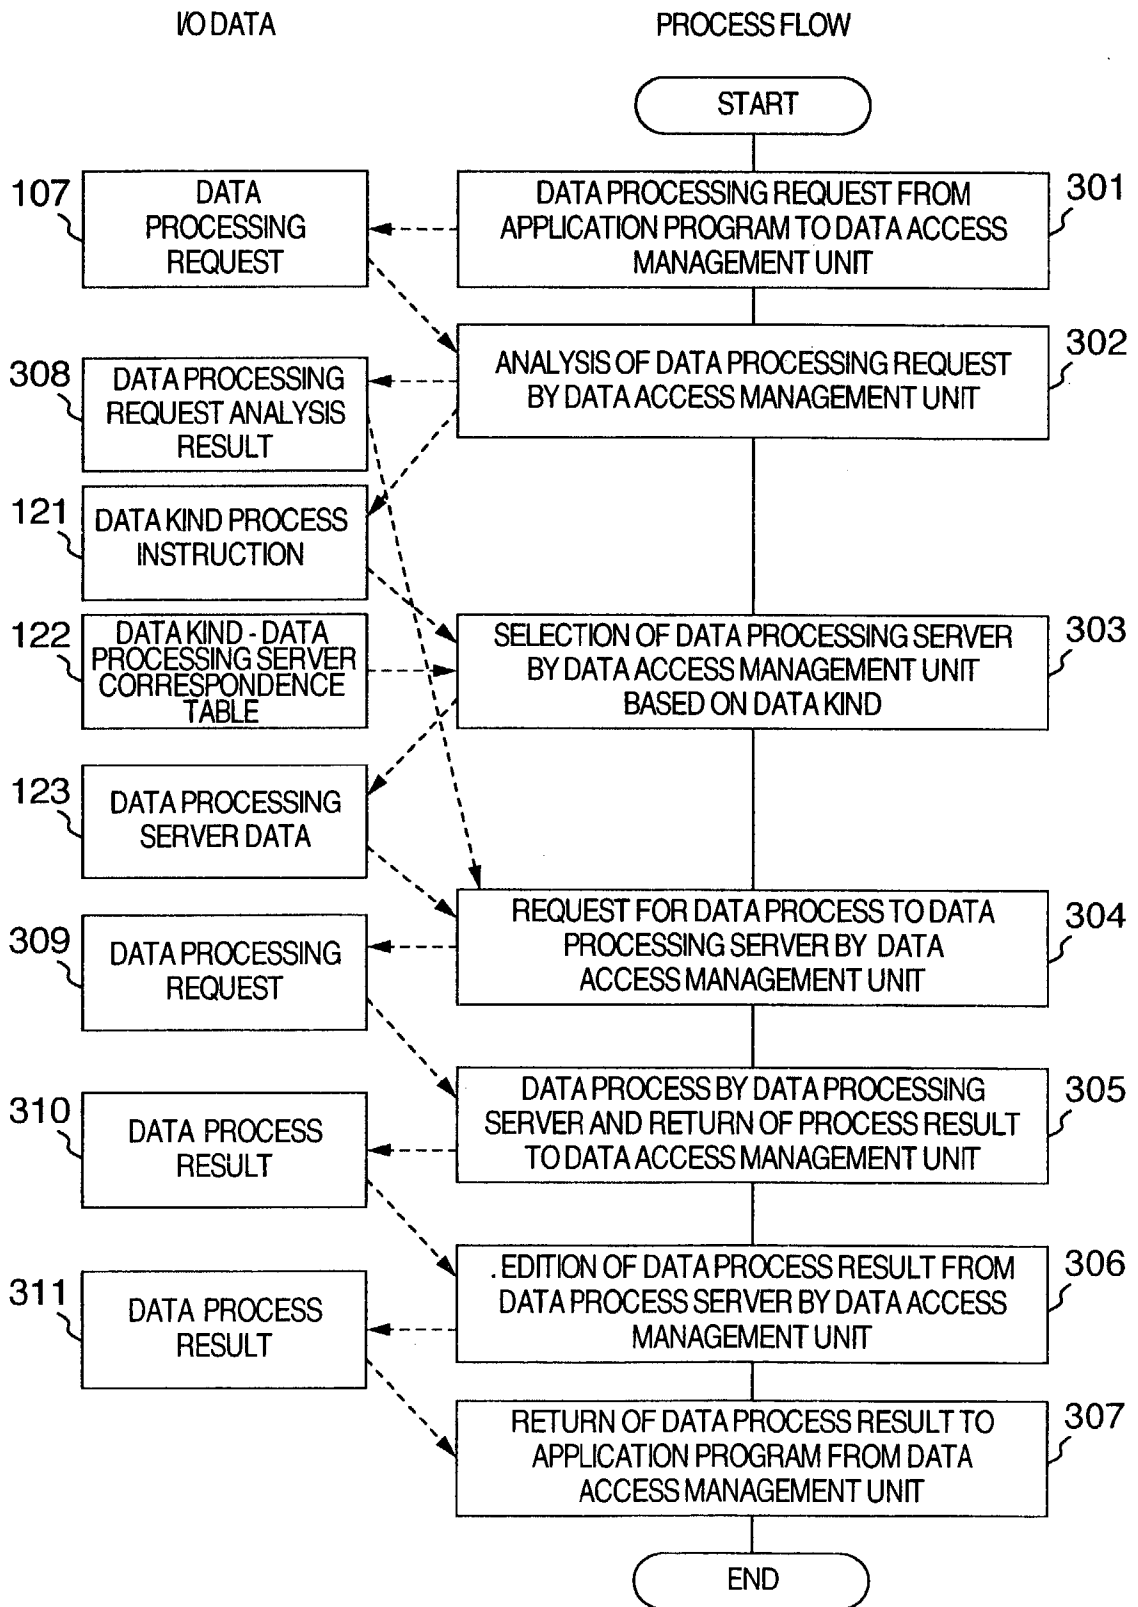 I/O DATA
PROCESS FLOW
START
107
DATA
PROCESSING
REQUEST
DATA PROCESSING REQUEST FROM
APPLICATION PROGRAM TO DATA ACCESS
MANAGEMENT UNIT
301
308
DATA PROCESSING
REQUEST ANALYSIS
RESULT
ANALYSIS OF DATA PROCESSING REQUEST
BY DATA ACCESS MANAGEMENT UNIT
302
121
DATA KIND PROCESS
INSTRUCTION
122
DATA KIND - DATA
PROCESSING SERVER
CORRESPONDENCE
TABLE
SELECTION OF DATA PROCESSING SERVER
BY DATA ACCESS MANAGEMENT UNIT
BASED ON DATA KIND
303
123
DATA PROCESSING
SERVER DATA
REQUEST FOR DATA PROCESS TO DATA
PROCESSING SERVER BY DATA
ACCESS MANAGEMENT UNIT
304
309
DATA PROCESSING
REQUEST
DATA PROCESS BY DATA PROCESSING
SERVER AND RETURN OF PROCESS RESULT
TO DATA ACCESS MANAGEMENT UNIT
305
310
DATA PROCESS
RESULT
.EDITION OF DATA PROCESS RESULT FROM
DATA PROCESS SERVER BY DATA ACCESS
MANAGEMENT UNIT
306
311
DATA PROCESS
RESULT
RETURN OF DATA PROCESS RESULT TO
APPLICATION PROGRAM FROM DATA
ACCESS MANAGEMENT UNIT
307
END